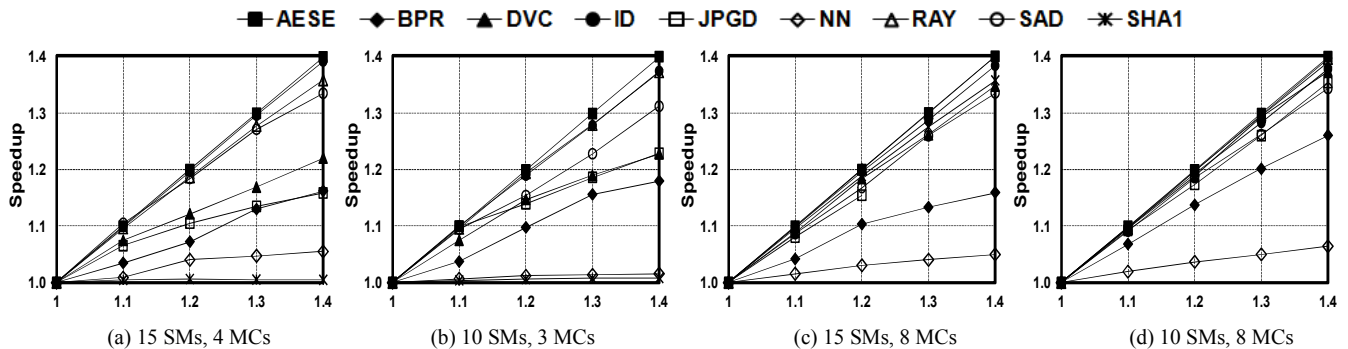 AESE BPR DVC ID JPGD NN RAY SAD SHA1
1.4 1.4 1.4 1.4
1.3 1.3 1.3 1.3
Speedup Speedup Speedup Speedup
1.2 1.2 1.2 1.2
1.1 1.1 1.1 1.1
1.0 1.0 1.0 1.0
1 1.1 1.2 1.3 1.4 1 1.1 1.2 1.3 1.4 1 1.1 1.2 1.3 1.4 1 1.1 1.2 1.3 1.4
(a) 15 SMs, 4 MCs (b) 10 SMs, 3 MCs (c) 15 SMs, 8 MCs (d) 10 SMs, 8 MCs